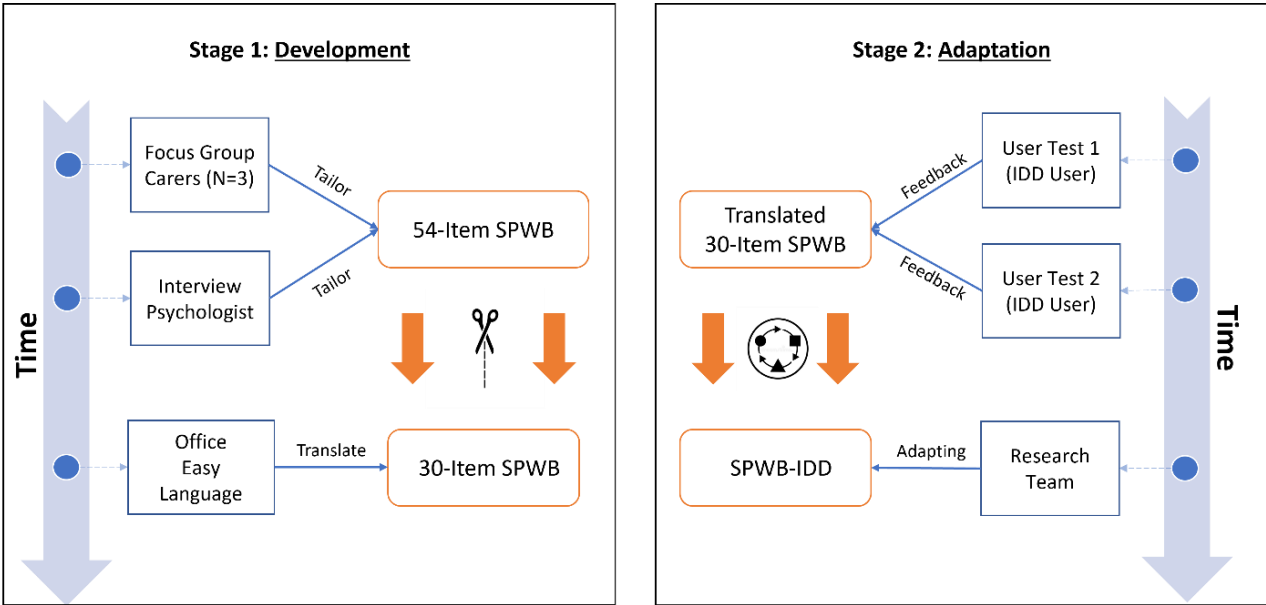 Stage 1: Development
Focus Group
Carers (N=3)
Tailor
54-Item SPWB
Interview
Psychologist
Tailor
Time
Office
Easy
Language
Translate
30-Item SPWB
Stage 2: Adaptation
User Test 1
(IDD User)
Feedback
Translated
30-Item SPWB
Feedback
User Test 2
(IDD User)
Time
SPWB-IDD
Adapting
Research
Team